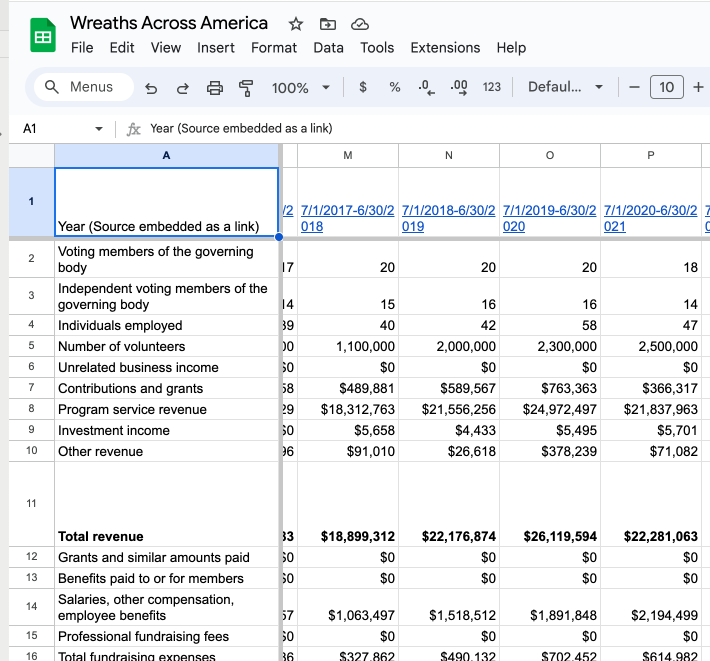 Wreaths Across America
File Edit View Insert Format Data Tools Extensions Help
Menus 100% $ % .0 .00 123 Defaul... 10
A1 fx Year (Source embedded as a link)
A M N O P
1 Year (Source embedded as a link) /2 7/1/2017-6/30/2018 7/1/2018-6/30/2019 7/1/2019-6/30/2020 7/1/2020-6/30/2021
2 Voting members of the governing body 17 20 20 20 18
3 Independent voting members of the governing body 14 15 16 16 14
4 Individuals employed 39 40 42 58 47
5 Number of volunteers 00 1,100,000 2,000,000 2,300,000 2,500,000
6 Unrelated business income $0 $0 $0 $0 $0
7 Contributions and grants 58 $489,881 $589,567 $763,363 $366,317
8 Program service revenue 29 $18,312,763 $21,556,256 $24,972,497 $21,837,963
9 Investment income $0 $5,658 $4,433 $5,495 $5,701
10 Other revenue 96 $91,010 $26,618 $378,239 $71,082
11 Total revenue 33 $18,899,312 $22,176,874 $26,119,594 $22,281,063
12 Grants and similar amounts paid $0 $0 $0 $0 $0
13 Benefits paid to or for members $0 $0 $0 $0 $0
14 Salaries, other compensation, employee benefits 57 $1,063,497 $1,518,512 $1,891,848 $2,194,499
15 Professional fundraising fees $0 $0 $0 $0 $0
16 Total fundraising expenses 36 $327,862 $490,132 $702,452 $614,982